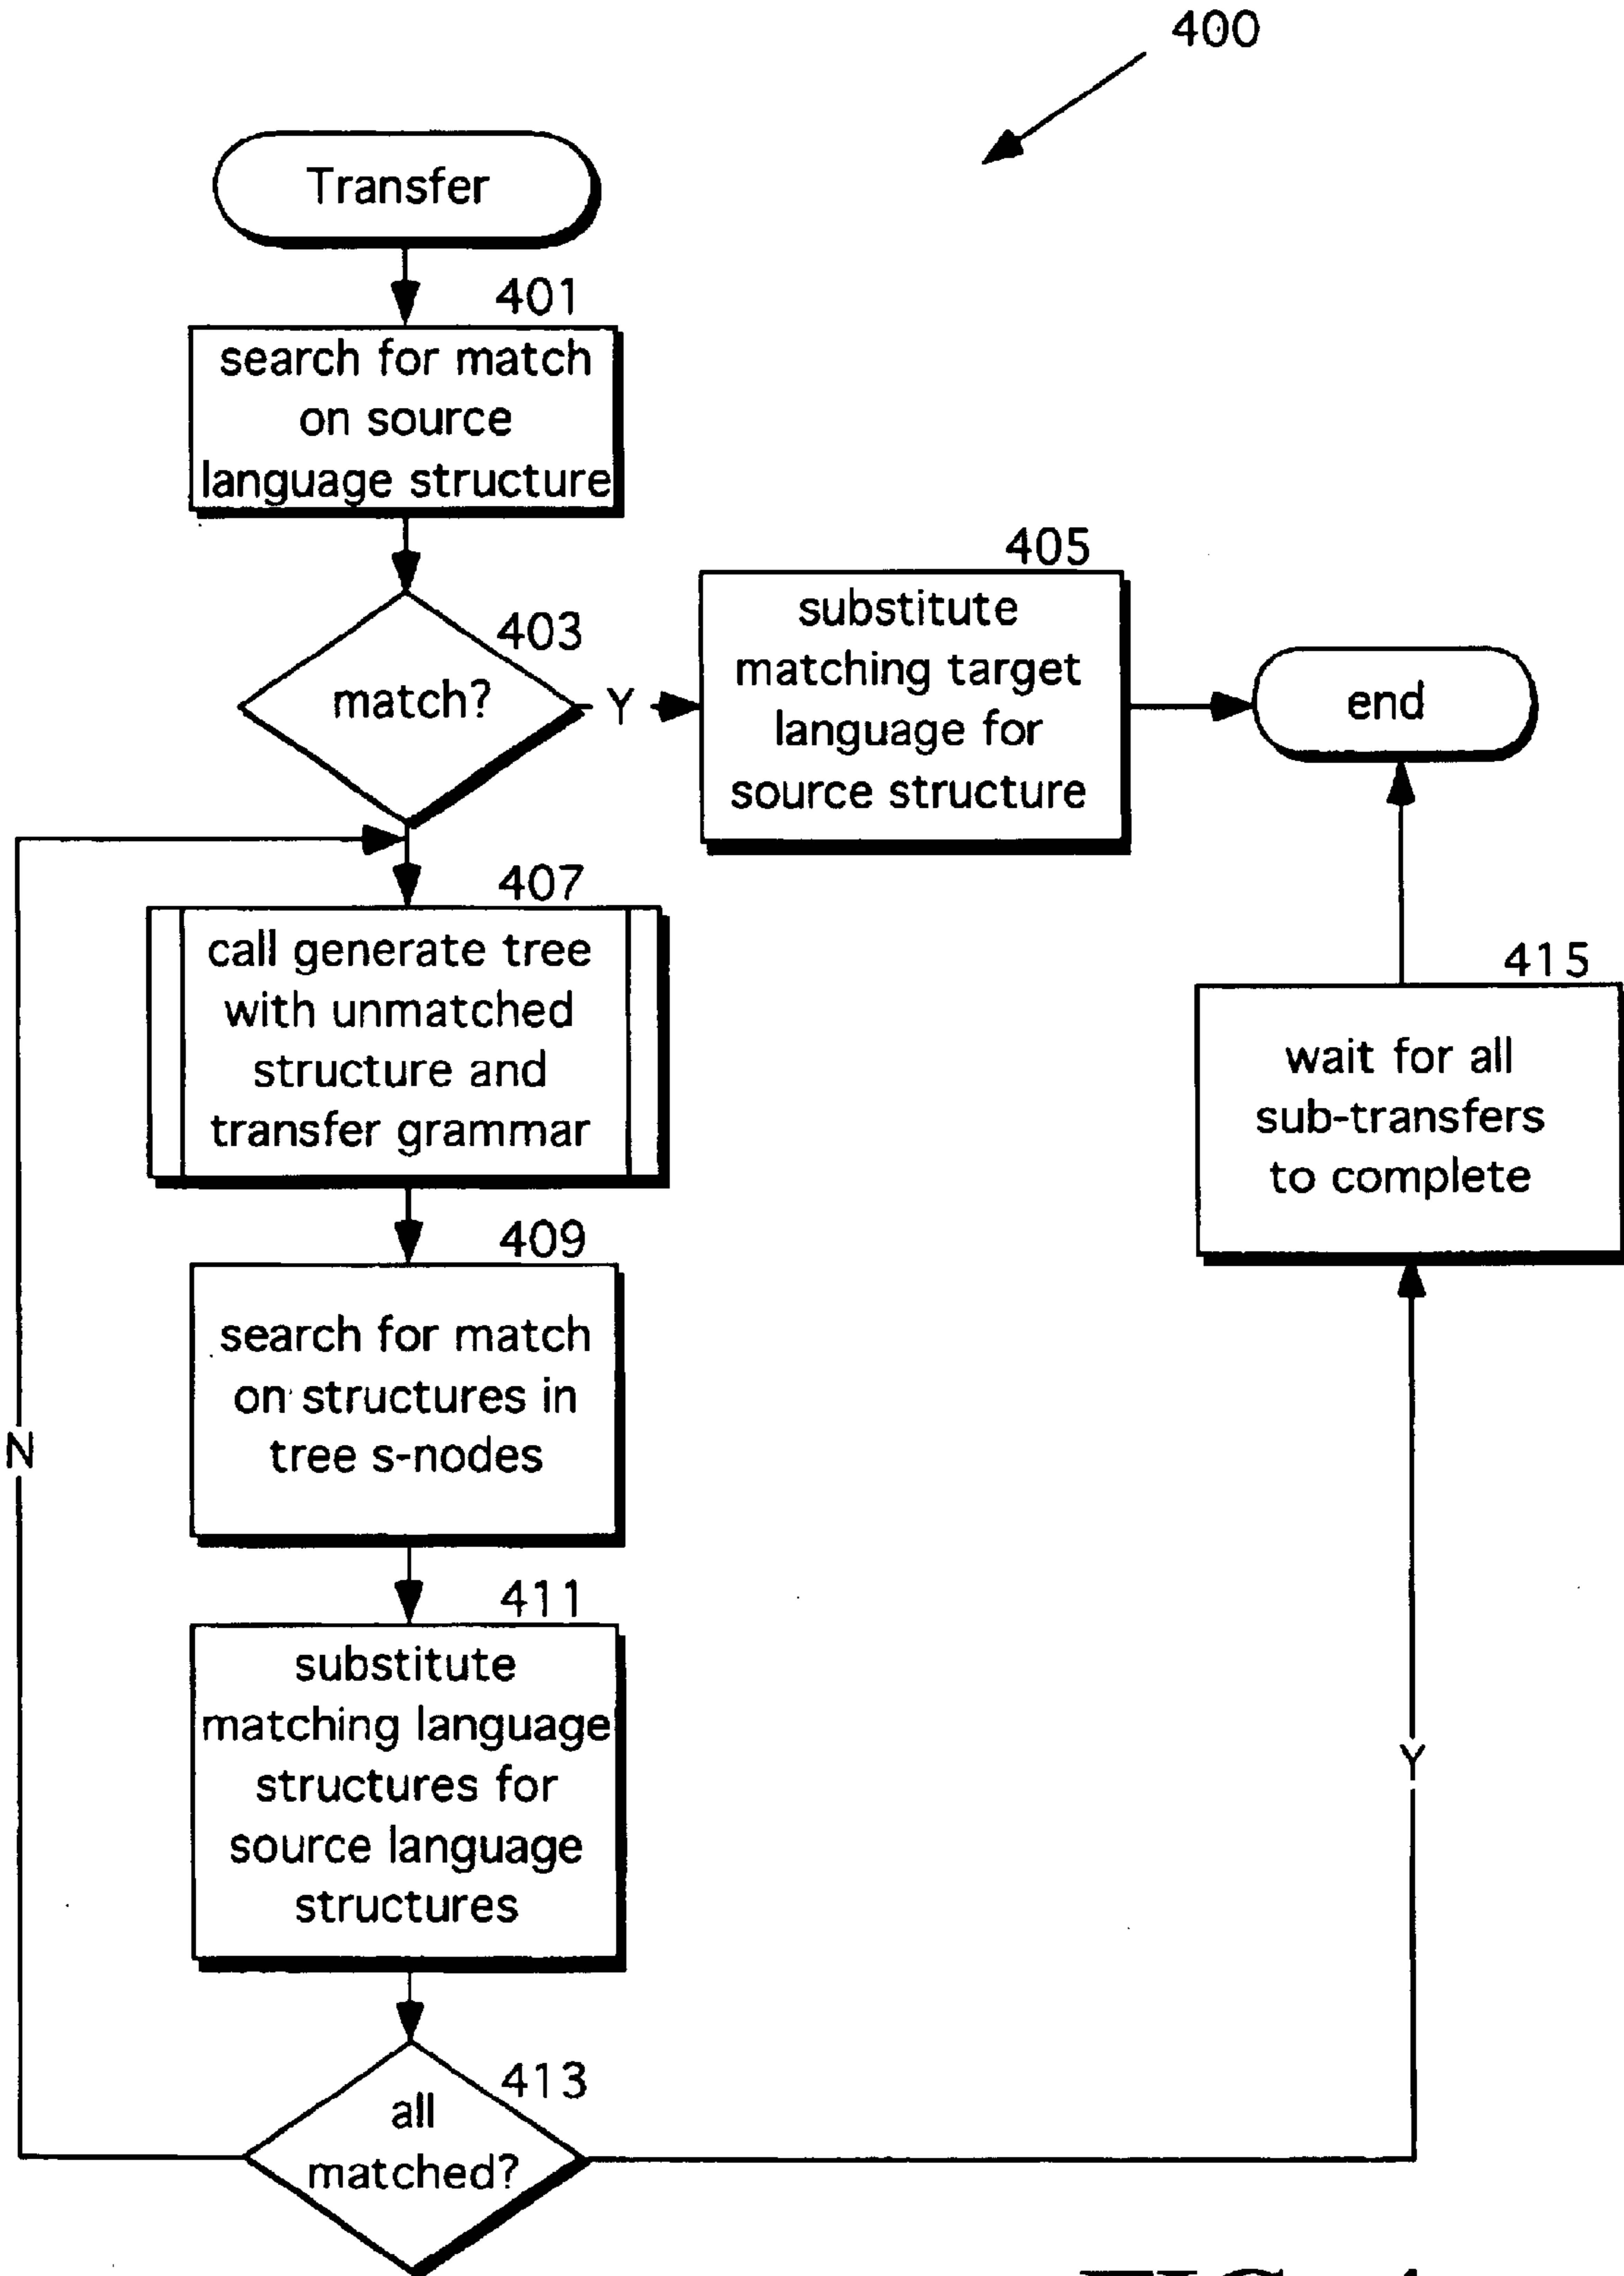 400
Transfer
401
search for match
on source
language structure
403
match?
Y
405
substitute
matching target
language for
source structure
end
407
call generate tree
with unmatched
structure and
transfer grammar
415
wait for all
sub-transfers
to complete
409
search for match
on structures in
tree s-nodes
N
411
substitute
matching language
structures for
source language
structures
Y
413
all
matched?